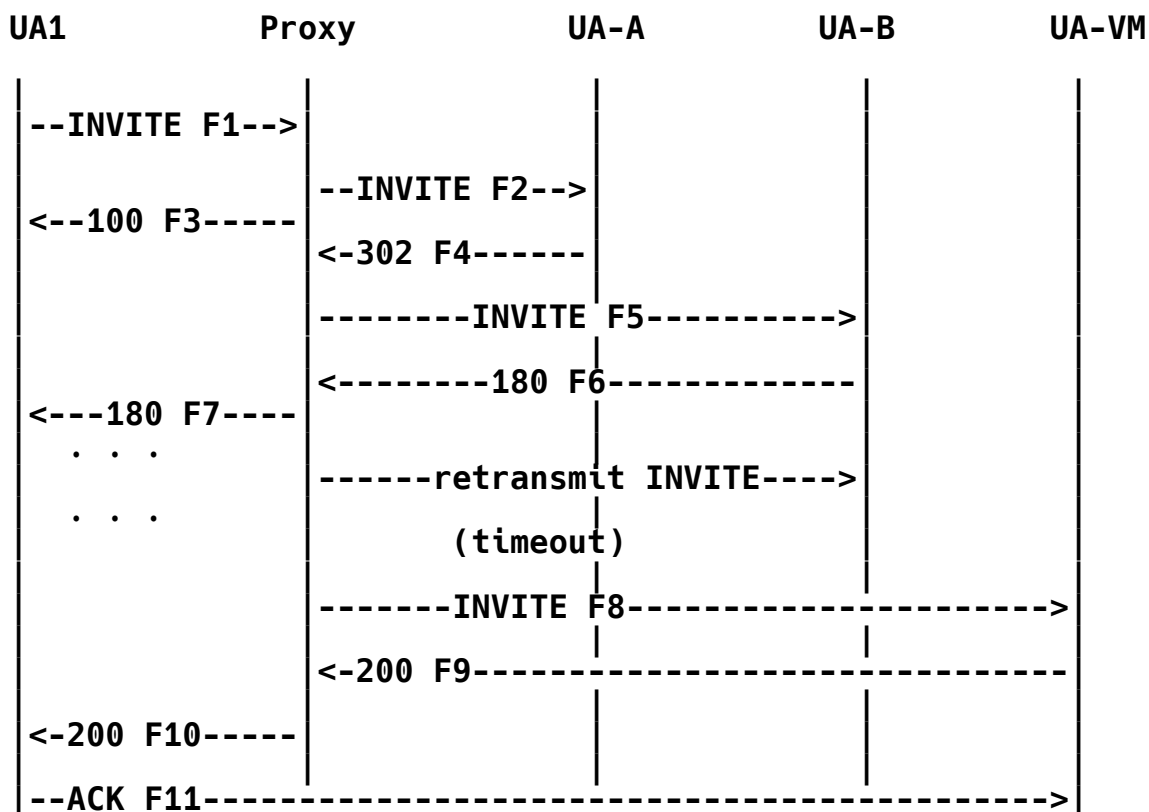 UA1 Proxy UA-A UA-B UA-VM
--INVITE F1-->
--INVITE F2-->
<--100 F3-----
<-302 F4------
--------INVITE F5---------->
<--------180 F6-------------
<---180 F7----
. . .
------retransmit INVITE---->
. . .
(timeout)
-------INVITE F8---------------------->
<-200 F9-------------------------------
<-200 F10-----
--ACK F11-------------------------------------------->